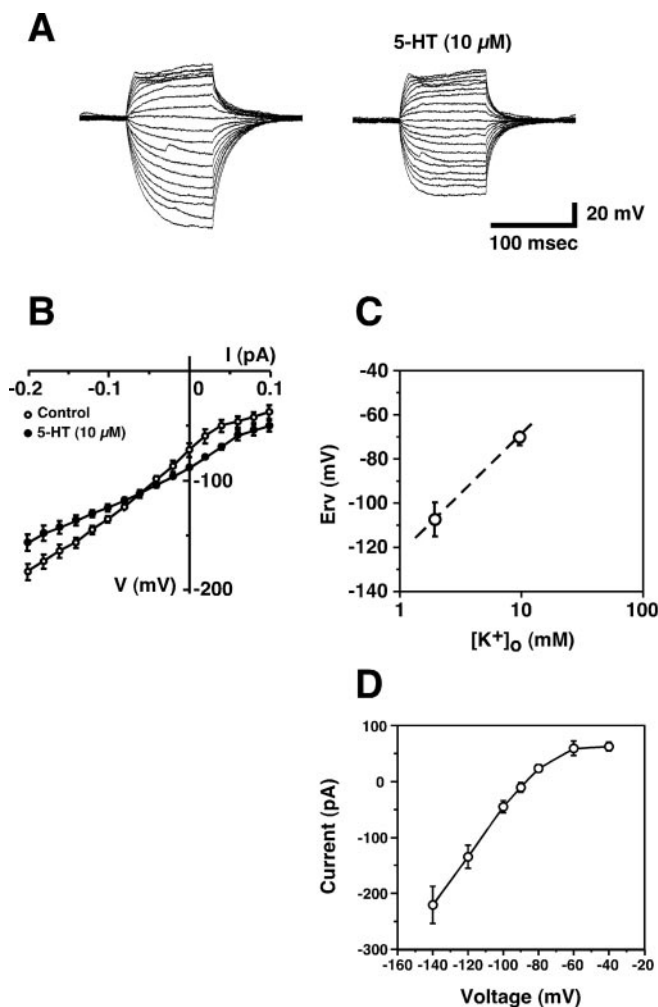 A
5-HT (10 µM)
20 mV
100 msec
B
I (pA)
-0.2 -0.1 0 0.1
Control
5-HT (10 µM)
-100
V (mV)
-200
C
-40
-60
-80
-100
-120
-140
Erv (mV)
1 10 100
[K+]o (mM)
D
100
0
-100
-200
-300
Current (pA)
-160 -140 -120 -100 -80 -60 -40 -20
Voltage (mV)